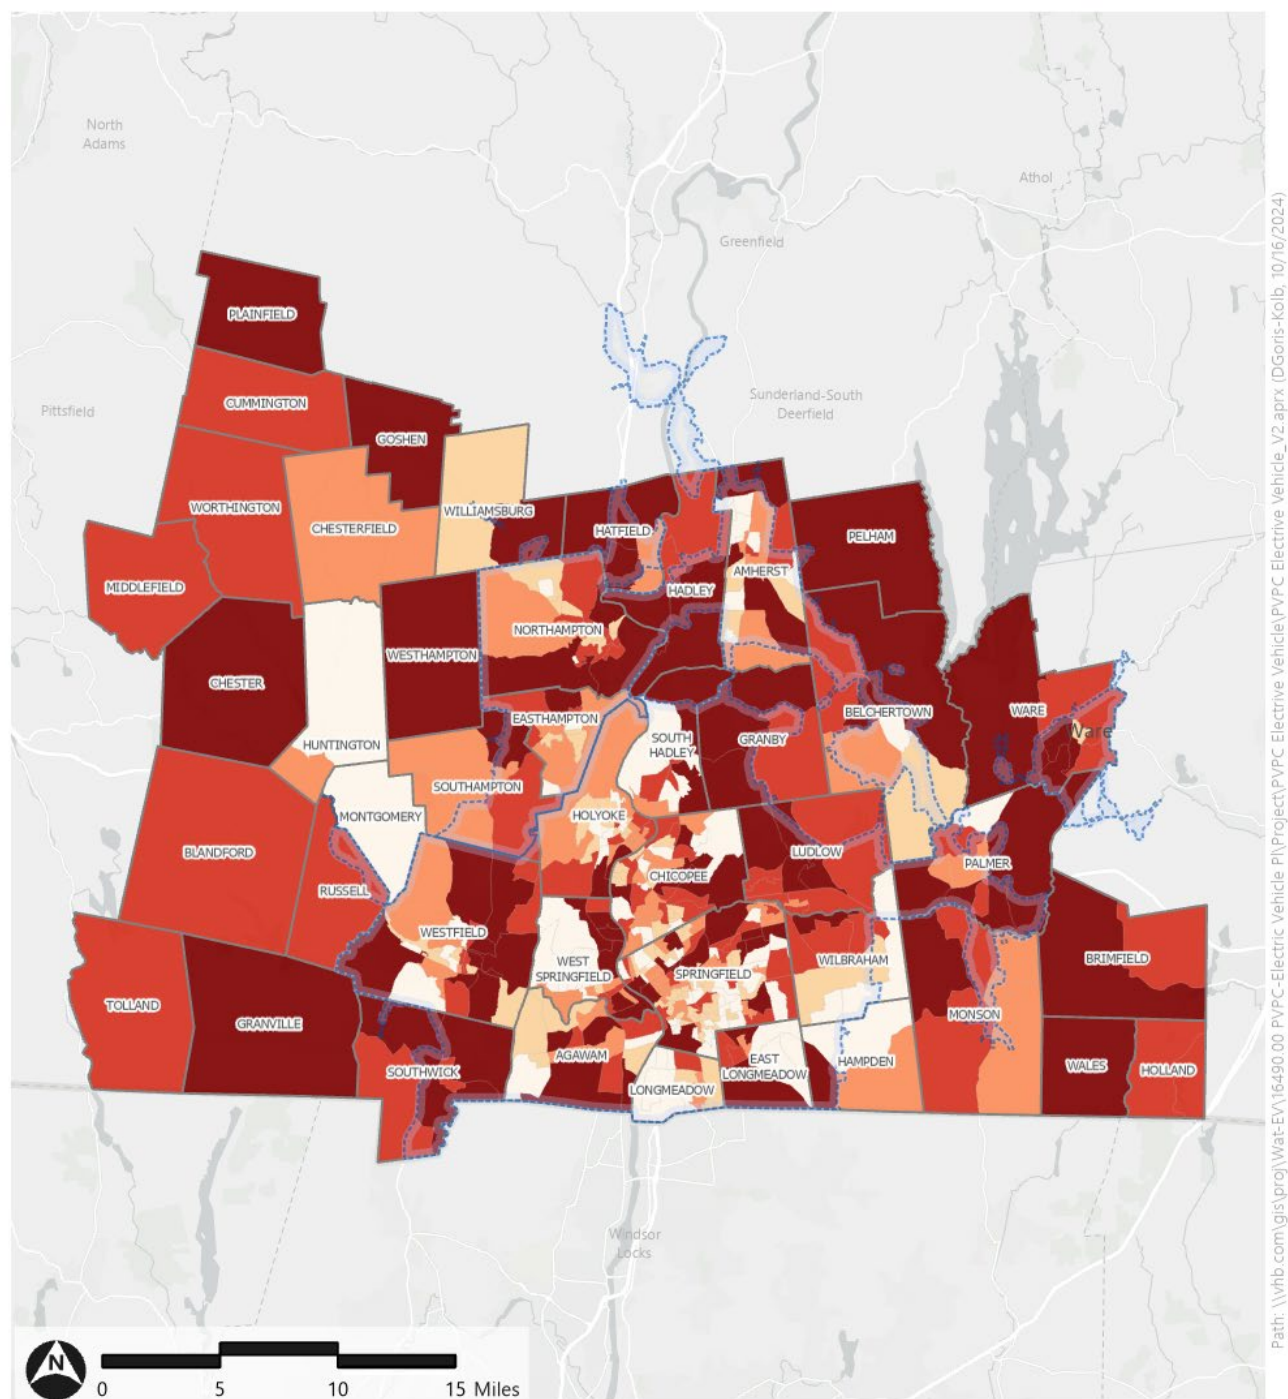 North
Adams
Athol
Greenfield
PLAINFIELD
Sunderland-South
Deerfield
Pittsfield
CUMMINGTON
GOSHEN
WORTHINGTON
CHESTERFIELD
WILLIAMSBURG
HATFIELD
PELHAM
MIDDLEFIELD
AMHERST
HADLEY
NORTHAMPTON
WESTHAMPTON
CHESTER
EASTHAMPTON
BELCHERTOWN
WARE
Ware
HUNTINGTON
SOUTH
HADLEY
GRANBY
SOUTHAMPTON
MONTGOMERY
HOLYOKE
BLANDFORD
LUDLOW
PALMER
RUSSELL
CHICOPEE
WESTFIELD
WEST
SPRINGFIELD
SPRINGFIELD
WILBRAHAM
BRIMFIELD
TOLLAND
GRANVILLE
MONSON
SOUTHWICK
AGAWAM
EAST
LONGMEADOW
HAMPDEN
WALES
HOLLAND
LONGMEADOW
Windsor
Locks
N
0 5 10 15 Miles
Path: \\vhb.com\gis\proj\Wat-EV\164900 PVPC-Electric Vehicle Pl\Project\PVPC Electrive Vehicle\PVPC Electrive Vehicle_V2.aprx (DGoris-Kolb, 10/16/2024)